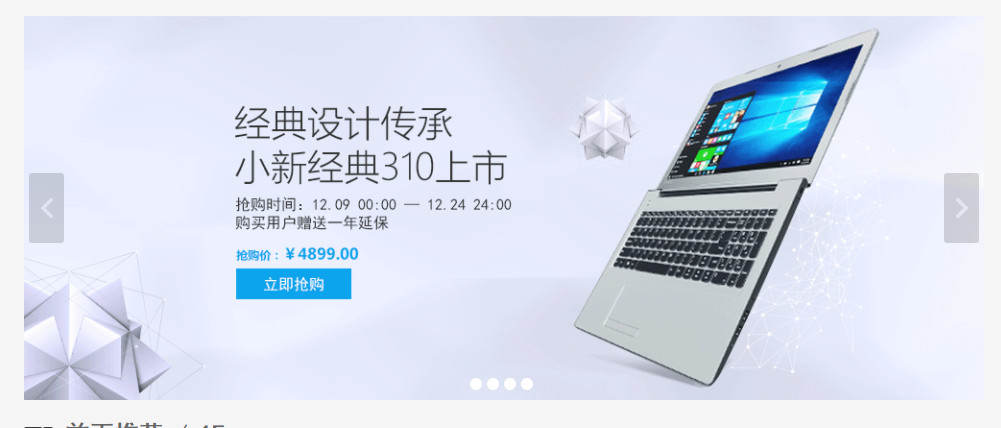 经典设计传承
小新经典310上市
抢购时间：12.09 00:00 — 12.24 24:00
购买用户赠送一年延保
抢购价：￥4899.00
立即抢购